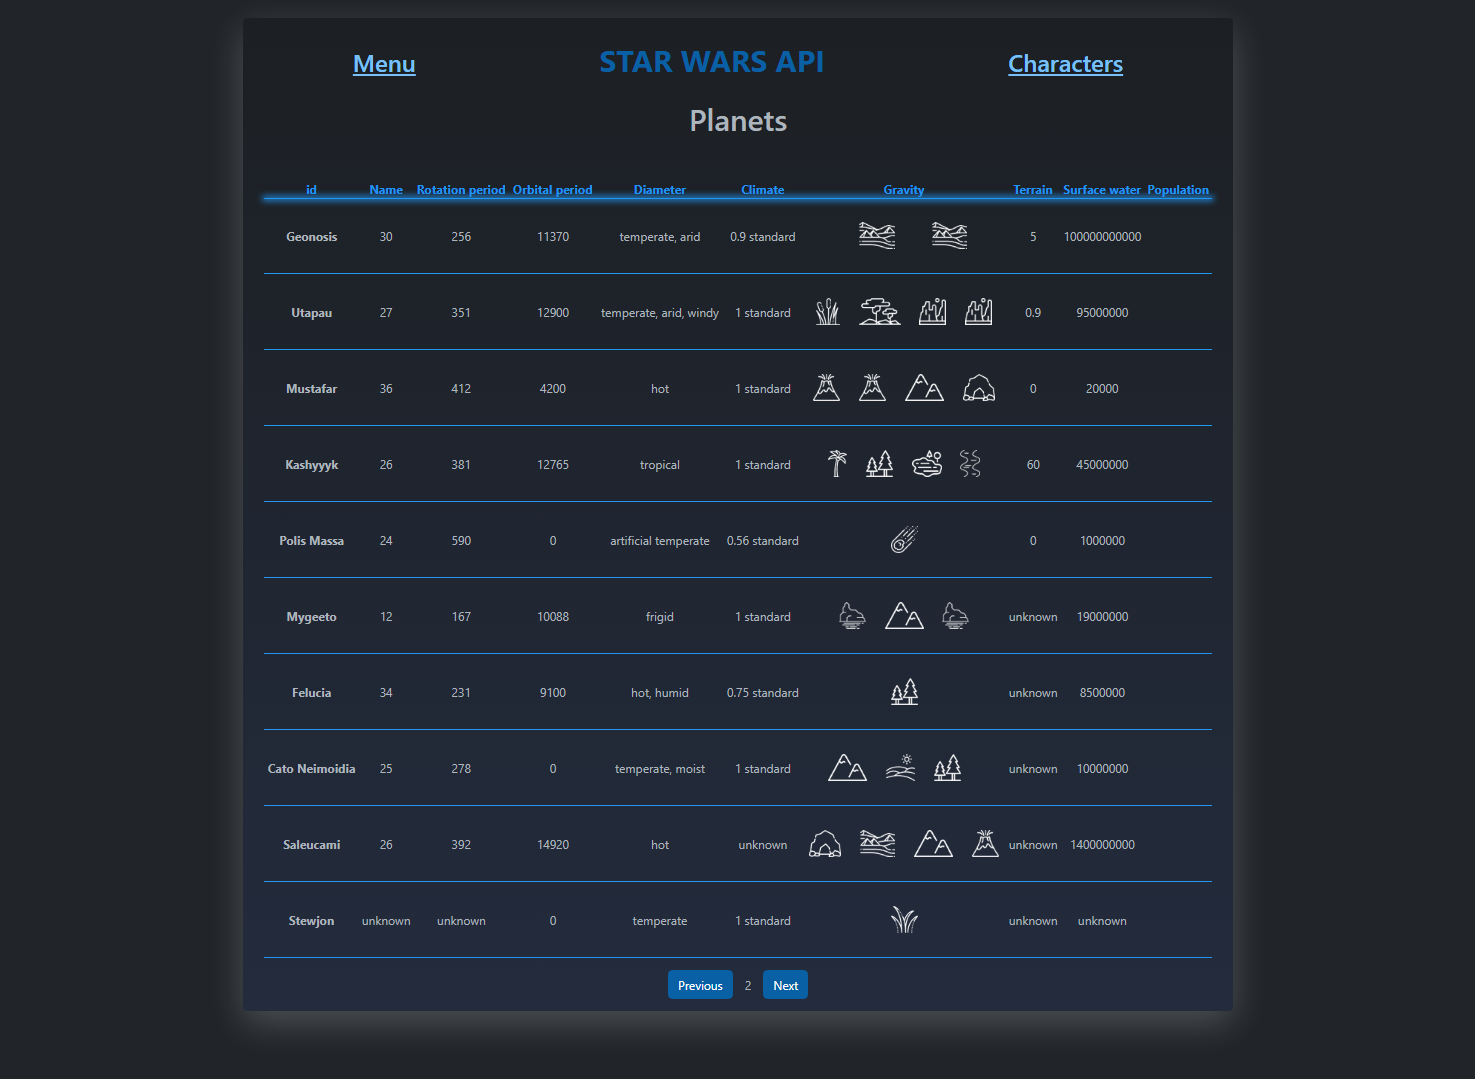 Menu STAR WARS API Characters
Planets
id Name Rotation period Orbital period Diameter Climate Gravity Terrain Surface water Population
Geonosis 30 256 11370 temperate, arid 0.9 standard 5 100000000000
Utapau 27 351 12900 temperate, arid, windy 1 standard 0.9 95000000
Mustafar 36 412 4200 hot 1 standard 0 20000
Kashyyyk 26 381 12765 tropical 1 standard 60 45000000
Polis Massa 24 590 0 artificial temperate 0.56 standard 0 1000000
Mygeeto 12 167 10088 frigid 1 standard unknown 19000000
Felucia 34 231 9100 hot, humid 0.75 standard unknown 8500000
Cato Neimoidia 25 278 0 temperate, moist 1 standard unknown 10000000
Saleucami 26 392 14920 hot unknown unknown 1400000000
Stewjon unknown unknown 0 temperate 1 standard unknown unknown
Previous 2 Next